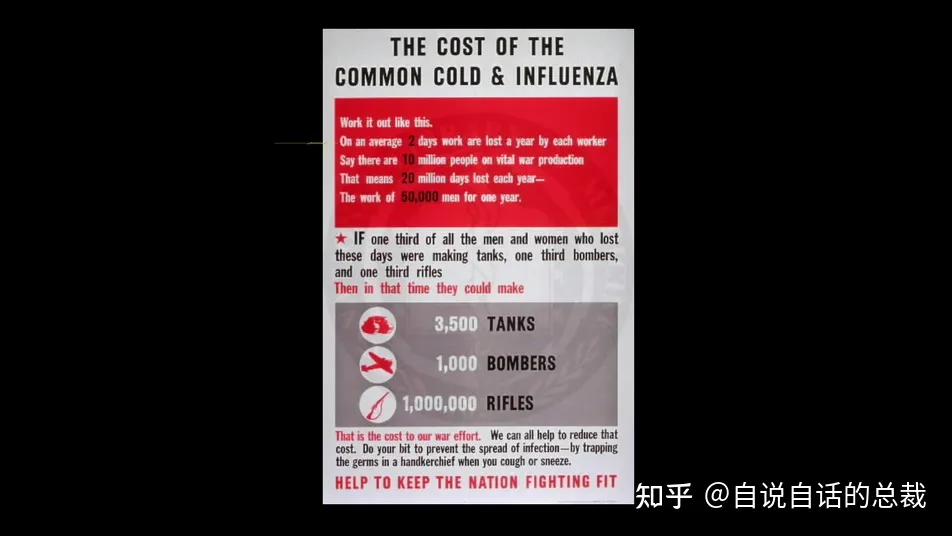 THE COST OF THE
COMMON COLD & INFLUENZA
Work it out like this.
On an average 2 days work are lost a year by each worker
Say there are 10 million people on vital war production
That means 20 million days lost each year—
The work of 50,000 men for one year.
★ IF one third of all the men and women who lost
these days were making tanks, one third bombers,
and one third rifles
Then in that time they could make
3,500 TANKS
1,000 BOMBERS
1,000,000 RIFLES
That is the cost to our war effort. We can all help to reduce that
cost. Do your bit to prevent the spread of infection—by trapping
the germs in a handkerchief when you cough or sneeze.
HELP TO KEEP THE NATION FIGHTING FIT
知乎 @自说自话的总裁